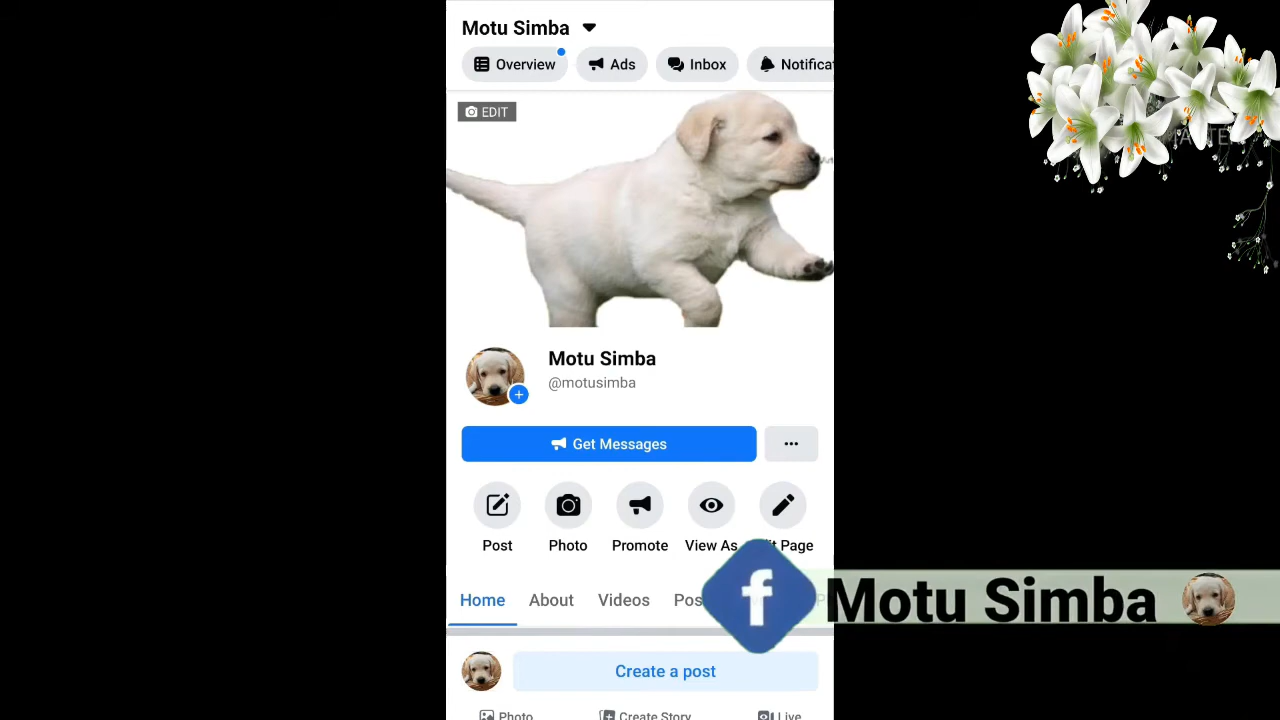 Motu Simba
Overview Ads Inbox Notifica
EDIT
Motu Simba
@motusimba
Get Messages
Post Photo Promote View As t Page
Home About Videos Pos
f Motu Simba
Create a post
Photo Create Story Live